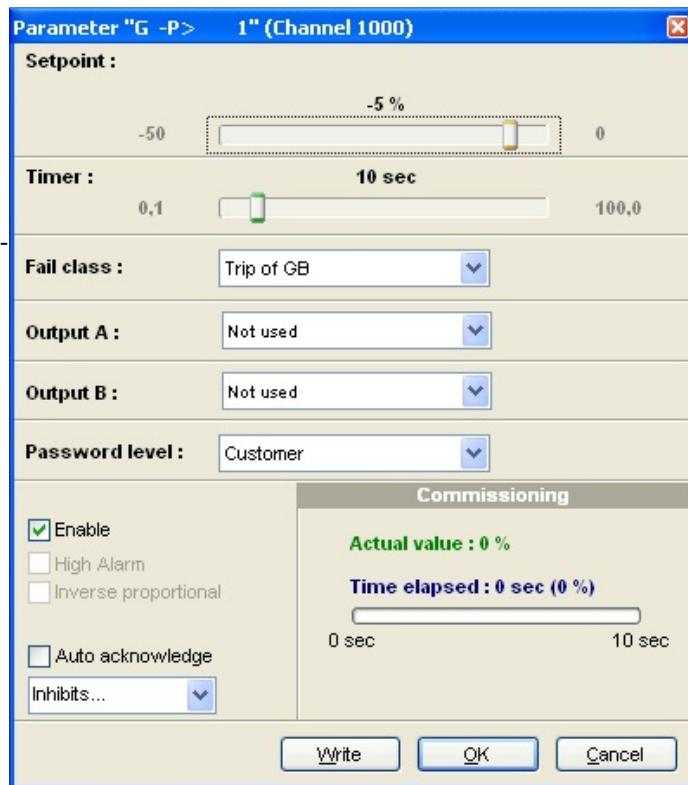 Parameter "G -P> 1" (Channel 1000)
Setpoint :
-5 %
-50 0
Timer : 10 sec
0,1 100,0
Fail class : Trip of GB
Output A : Not used
Output B : Not used
Password level : Customer
Commissioning
Enable
High Alarm
Inverse proportional
Actual value : 0 %
Time elapsed : 0 sec (0 %)
0 sec 10 sec
Auto acknowledge
Inhibits...
Write OK Cancel